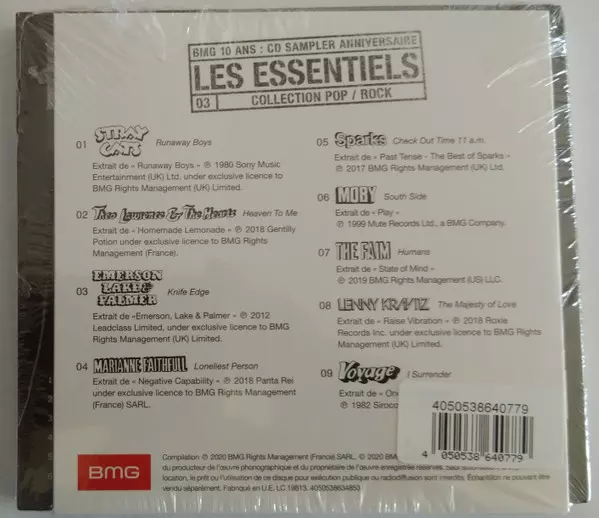 BMG 10 ANS : CD SAMPLER ANNIVERSAIRE
LES ESSENTIELS
03 COLLECTION POP / ROCK
01 STRAY CATS Runaway Boys
Extrait de « Runaway Boys » ℗ 1980 Sony Music
Entertainment (UK) Ltd. under exclusive licence to
BMG Rights Management (UK) Limited.
02 Theo Lawrence & The Hearts Heaven To Me
Extrait de « Homemade Lemonade » ℗ 2018 Gentilly
Potion under exclusive licence to BMG Rights
Management (France).
03 EMERSON LAKE & PALMER Knife Edge
Extrait de «Emerson, Lake & Palmer » ℗ 2012
Leadclass Limited, under exclusive licence to BMG
Rights Management (UK) Limited.
04 MARIANNE FAITHFULL Loneliest Person
Extrait de « Negative Capability » ℗ 2018 Panta Rei
under exclusive licence to BMG Rights Management
(France) SARL.
05 Sparks Check Out Time 11 a.m.
Extrait de « Past Tense - The Best of Sparks »
℗ 2017 BMG Rights Management (UK) Ltd.
06 MOBY South Side
Extrait de « Play »
℗ 1999 Mute Records Ltd., a BMG Company.
07 THE FAIM Humans
Extrait de « State of Mind »
℗ 2019 BMG Rights Management (US) LLC.
08 LENNY KRAVITZ The Majesty of Love
Extrait de « Raise Vibration » ℗ 2018 Roxie
Records Inc. under exclusive licence to BMG Rights
Management (UK) Limited.
09 Voyage I Surrender
Extrait de « One
℗ 1982 Siroco
4050538640779
4 050538 640779
BMG
Compilation ℗ 2020 BMG Rights Management (France) SARL. © 2020 BMG
du producteur de l'œuvre phonographique et du propriétaire de l'œuvre enregistrée réservés. Sauf
location, le prêt ou l'utilisation de ce disque pour exécution publique ou radiodiffusion sont interdits. Échantillon ne pouvant être
vendu séparément. Fabriqué en U.E. LC 19813. 4050538634853